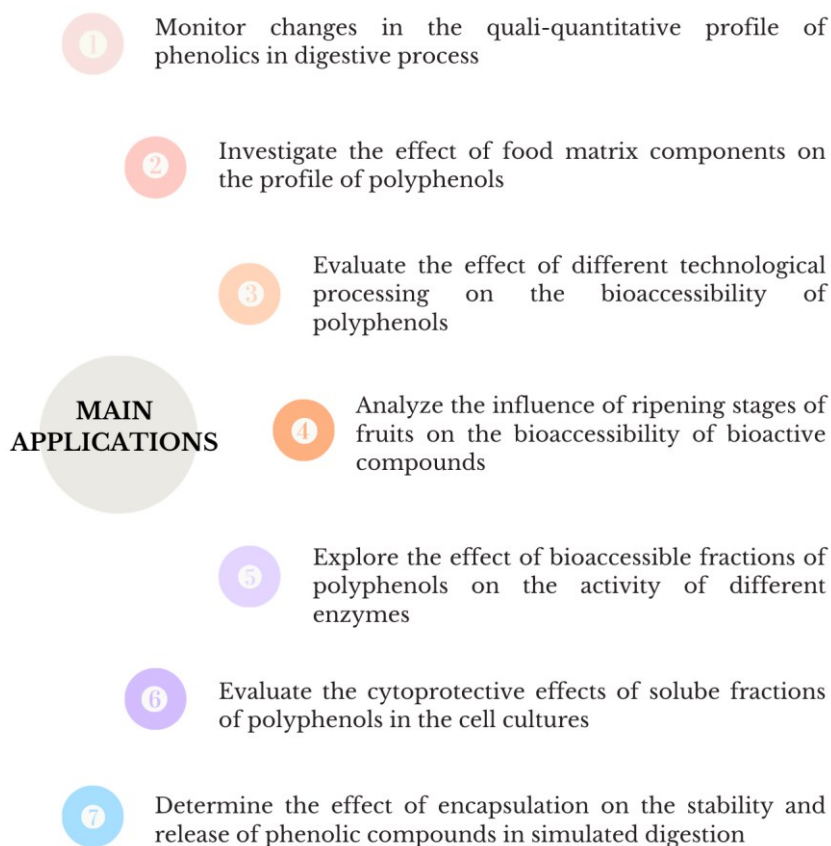 1
Monitor changes in the quali-quantitative profile of
phenolics in digestive process
2
Investigate the effect of food matrix components on
the profile of polyphenols
3
Evaluate the effect of different technological
processing on the bioaccessibility of
polyphenols
MAIN
APPLICATIONS
4
Analyze the influence of ripening stages of
fruits on the bioaccessibility of bioactive
compounds
5
Explore the effect of bioaccessible fractions of
polyphenols on the activity of different
enzymes
6
Evaluate the cytoprotective effects of solube fractions
of polyphenols in the cell cultures
7
Determine the effect of encapsulation on the stability and
release of phenolic compounds in simulated digestion